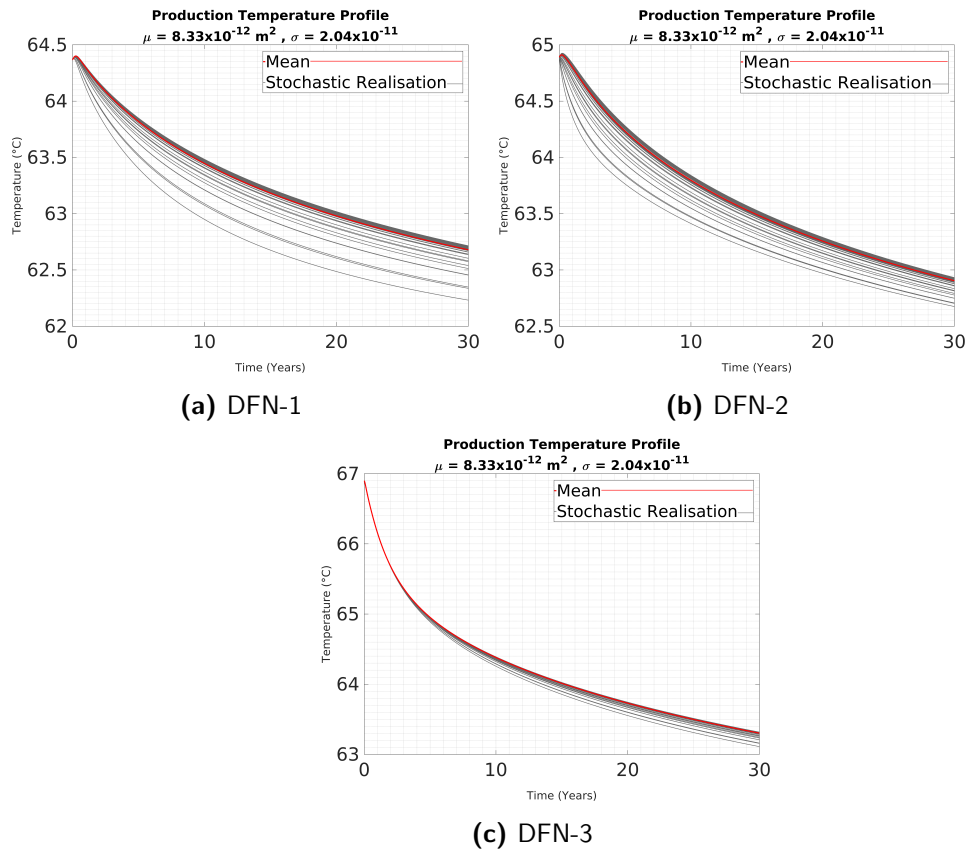 Production Temperature Profile
μ = 8.33x10⁻¹² m² , σ = 2.04x10⁻¹¹
Mean
Stochastic Realisation
64.5
64
63.5
63
62.5
62
Temperature (°C)
0 10 20 30
Time (Years)
(a) DFN-1
Production Temperature Profile
μ = 8.33x10⁻¹² m² , σ = 2.04x10⁻¹¹
Mean
Stochastic Realisation
65
64.5
64
63.5
63
62.5
Temperature (°C)
0 10 20 30
Time (Years)
(b) DFN-2
Production Temperature Profile
μ = 8.33x10⁻¹² m² , σ = 2.04x10⁻¹¹
Mean
Stochastic Realisation
67
66
65
64
63
Temperature (°C)
0 10 20 30
Time (Years)
(c) DFN-3